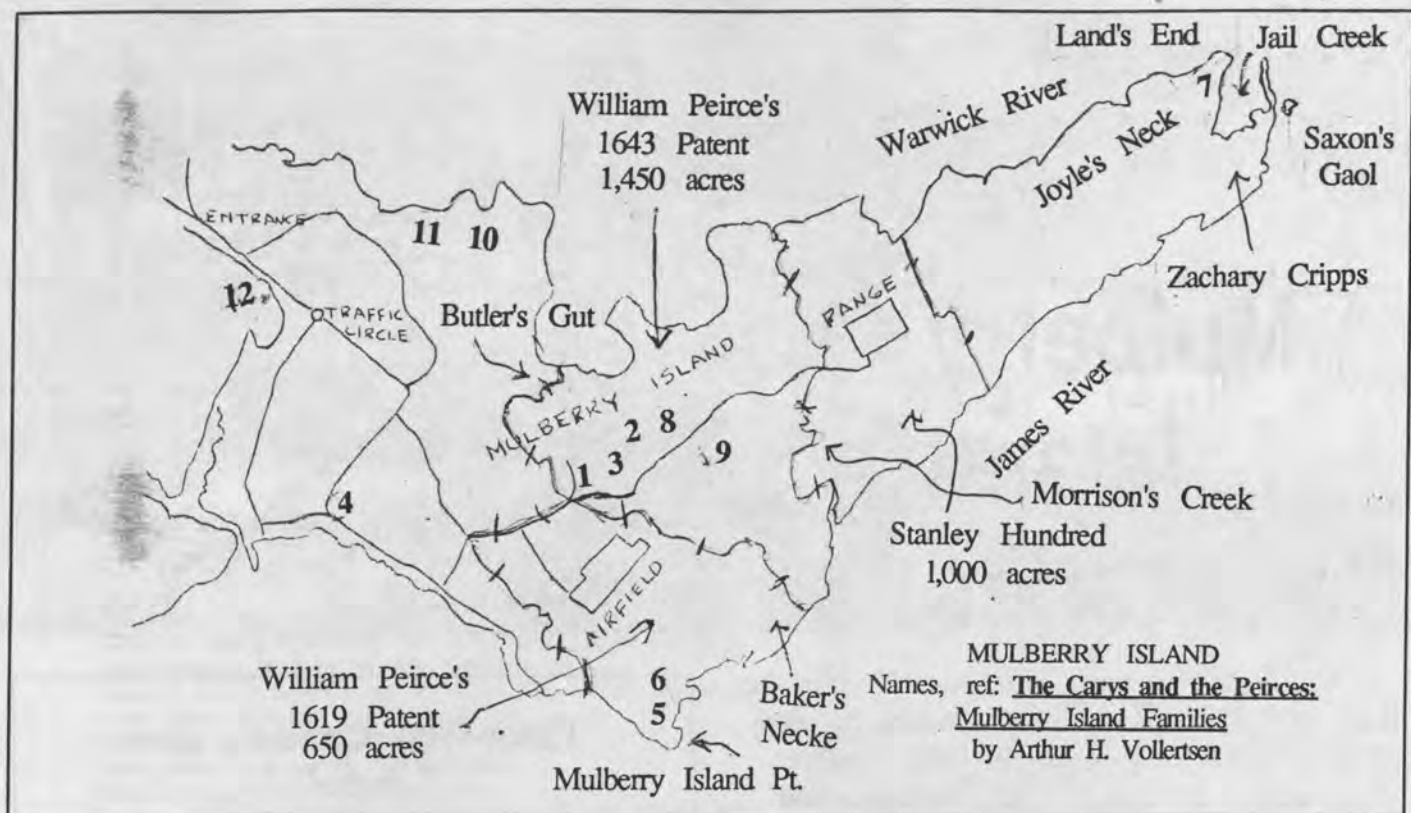 Land's End
Jail Creek
7
Warwick River
Joyle's Neck
Saxon's
Gaol
William Peirce's
1643 Patent
1,450 acres
Zachary Cripps
ENTRANCE
11
10
12
TRAFFIC
CIRCLE
Butler's Gut
RANGE
MULBERRY ISLAND
2
8
3
9
1
4
James River
Morrison's Creek
Stanley Hundred
1,000 acres
AIRFIELD
William Peirce's
1619 Patent
650 acres
6
5
Baker's
Necke
Mulberry Island Pt.
MULBERRY ISLAND
Names, ref: The Carys and the Peirces:
Mulberry Island Families
by Arthur H. Vollertsen